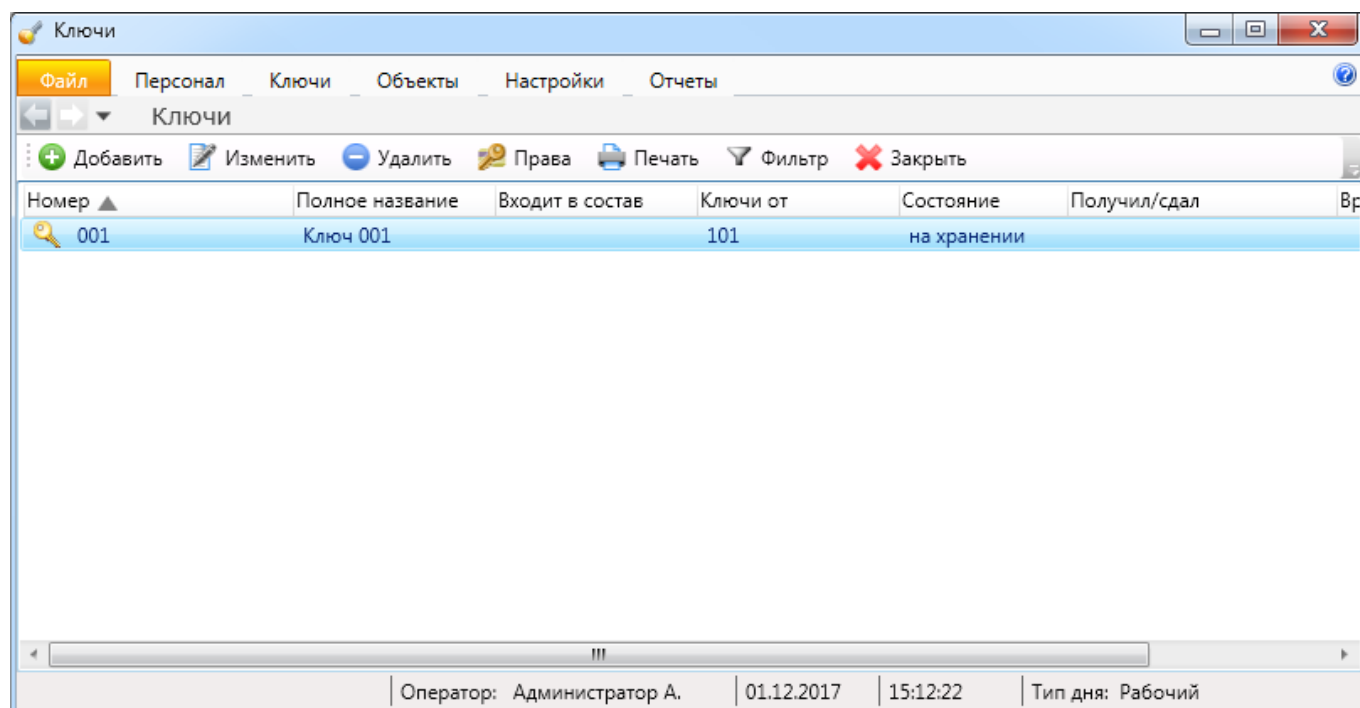 Ключи
Файл Персонал Ключи Объекты Настройки Отчеты
Ключи
Добавить Изменить Удалить Права Печать Фильтр Закрыть
Номер Полное название Входит в состав Ключи от Состояние Получил/сдал Вр
001 Ключ 001 101 на хранении
Оператор: Администратор А. 01.12.2017 15:12:22 Тип дня: Рабочий